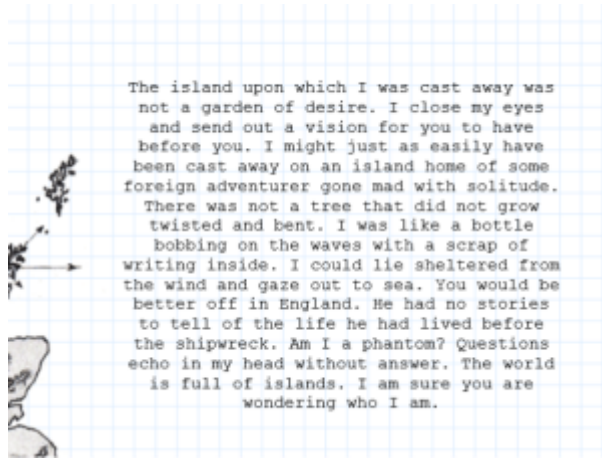 The island upon which I was cast away was
not a garden of desire. I close my eyes
and send out a vision for you to have
before you. I might just as easily have
been cast away on an island home of some
foreign adventurer gone mad with solitude.
There was not a tree that did not grow
twisted and bent. I was like a bottle
bobbing on the waves with a scrap of
writing inside. I could lie sheltered from
the wind and gaze out to sea. You would be
better off in England. He had no stories
to tell of the life he had lived before
the shipwreck. Am I a phantom? Questions
echo in my head without answer. The world
is full of islands. I am sure you are
wondering who I am.